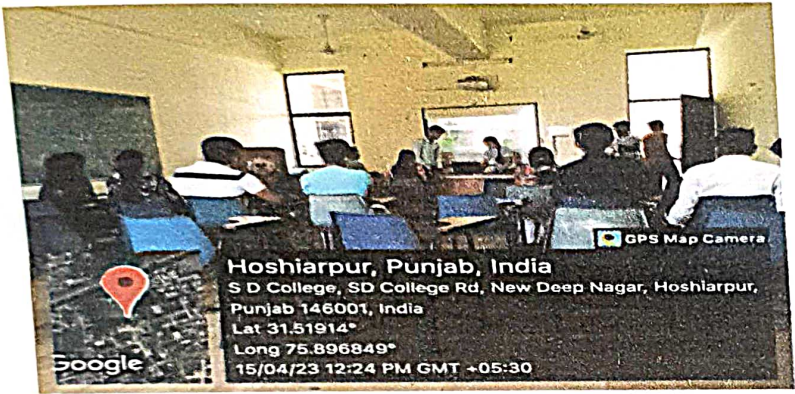 GPS Map Camera
Hoshiarpur, Punjab, India
S D College, SD College Rd, New Deep Nagar, Hoshiarpur,
Punjab 146001, India
Lat 31.51914°
Long 75.896849°
15/04/23 12:24 PM GMT +05:30
Google